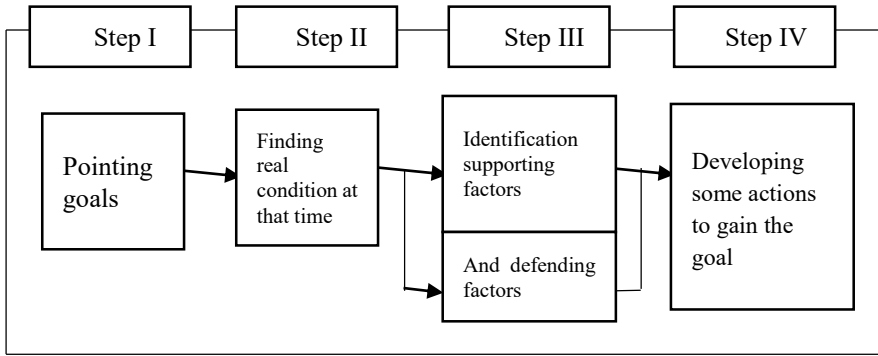 Step I
Step II
Step III
Step IV
Pointing
goals
Finding
real
condition at
that time
Identification
supporting
factors
And defending
factors
Developing
some actions
to gain the
goal